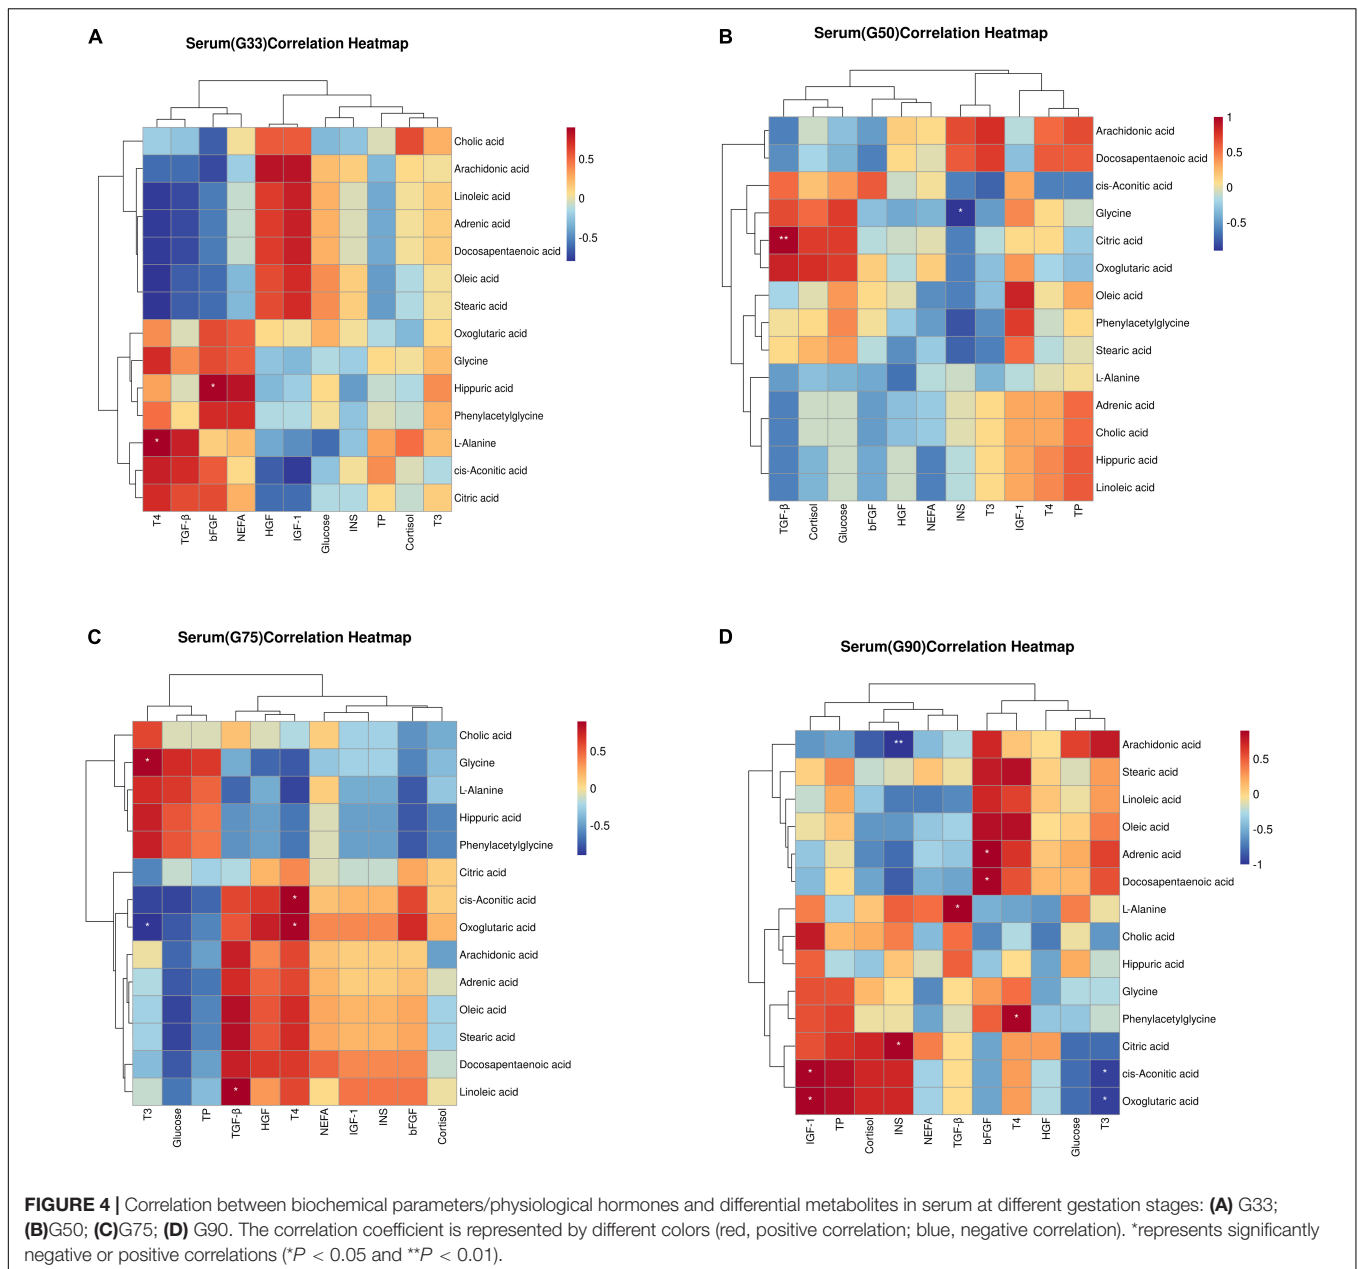 A
Serum(G33)Correlation Heatmap
Cholic acid
Arachidonic acid
Linoleic acid
Adrenic acid
Docosapentaenoic acid
Oleic acid
Stearic acid
Oxoglutaric acid
Glycine
Hippuric acid
Phenylacetylglycine
L-Alanine
cis-Aconitic acid
Citric acid
*
*
T4
TGF-β
bFGF
NEFA
HGF
IGF-1
Glucose
INS
TP
Cortisol
T3
0.5
0
-0.5
B
Serum(G50)Correlation Heatmap
Arachidonic acid
Docosapentaenoic acid
cis-Aconitic acid
Glycine
Citric acid
Oxoglutaric acid
Oleic acid
Phenylacetylglycine
Stearic acid
L-Alanine
Adrenic acid
Cholic acid
Hippuric acid
Linoleic acid
*
**
TGF-β
Cortisol
Glucose
bFGF
HGF
NEFA
INS
T3
IGF-1
T4
TP
1
0.5
0
-0.5
C
Serum(G75)Correlation Heatmap
Cholic acid
Glycine
L-Alanine
Hippuric acid
Phenylacetylglycine
Citric acid
cis-Aconitic acid
Oxoglutaric acid
Arachidonic acid
Adrenic acid
Oleic acid
Stearic acid
Docosapentaenoic acid
Linoleic acid
*
*
* *
*
T3
Glucose
TP
TGF-β
HGF
T4
NEFA
IGF-1
INS
bFGF
Cortisol
0.5
0
-0.5
D
Serum(G90)Correlation Heatmap
Arachidonic acid
Stearic acid
Linoleic acid
Oleic acid
Adrenic acid
Docosapentaenoic acid
L-Alanine
Cholic acid
Hippuric acid
Glycine
Phenylacetylglycine
Citric acid
cis-Aconitic acid
Oxoglutaric acid
**
*
*
*
*
*
* *
* *
IGF-1
TP
Cortisol
INS
NEFA
TGF-β
bFGF
T4
HGF
Glucose
T3
0.5
0
-0.5
-1
FIGURE 4 | Correlation between biochemical parameters/physiological hormones and differential metabolites in serum at different gestation stages: (A) G33;
(B)G50; (C)G75; (D) G90. The correlation coefficient is represented by different colors (red, positive correlation; blue, negative correlation). *represents significantly
negative or positive correlations (*P < 0.05 and **P < 0.01).